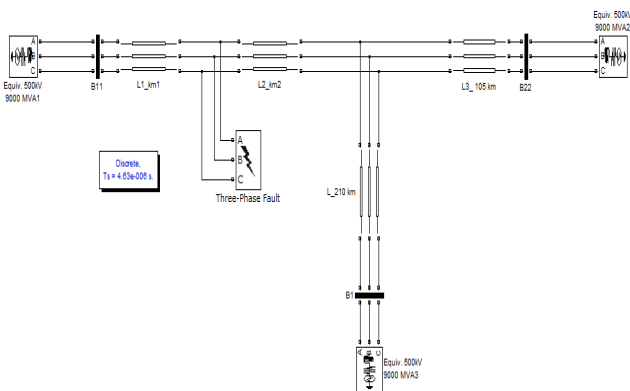 Equiv. 500kV
9000 MVA2
A
B
C
Equiv. 500kV
9000 MVA1
B11
L1_km1
L2_km2
L3_ 105 km
B22
A
B
C
A
B
C
Three-Phase Fault
Discrete,
Ts = 4.63e-006 s.
L_210 km
B1
A
B
C
Equiv. 500kV
9000 MVA3